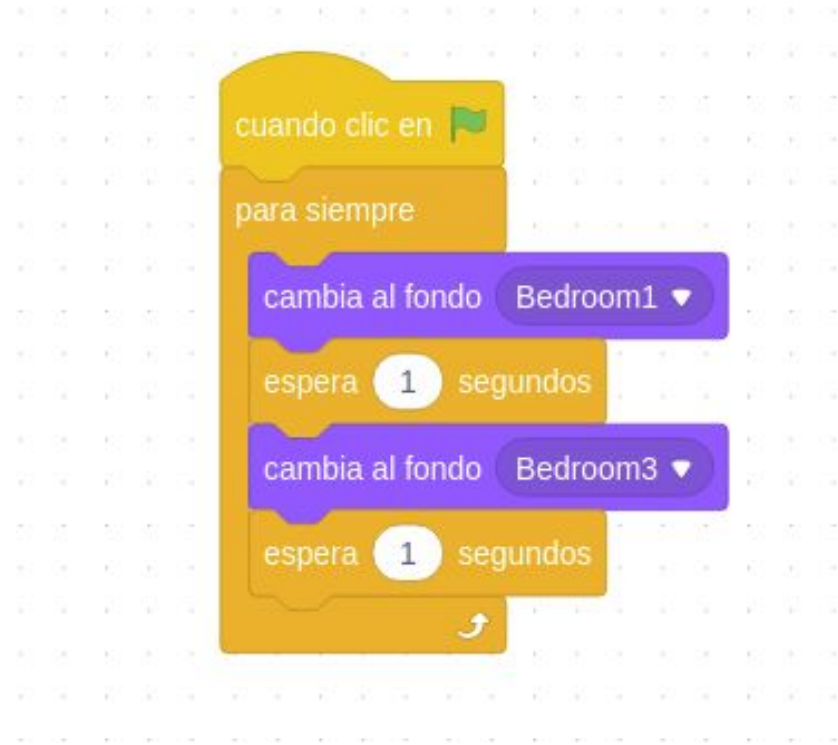 cuando clic en
para siempre
cambia al fondo Bedroom1
espera 1 segundos
cambia al fondo Bedroom3
espera 1 segundos